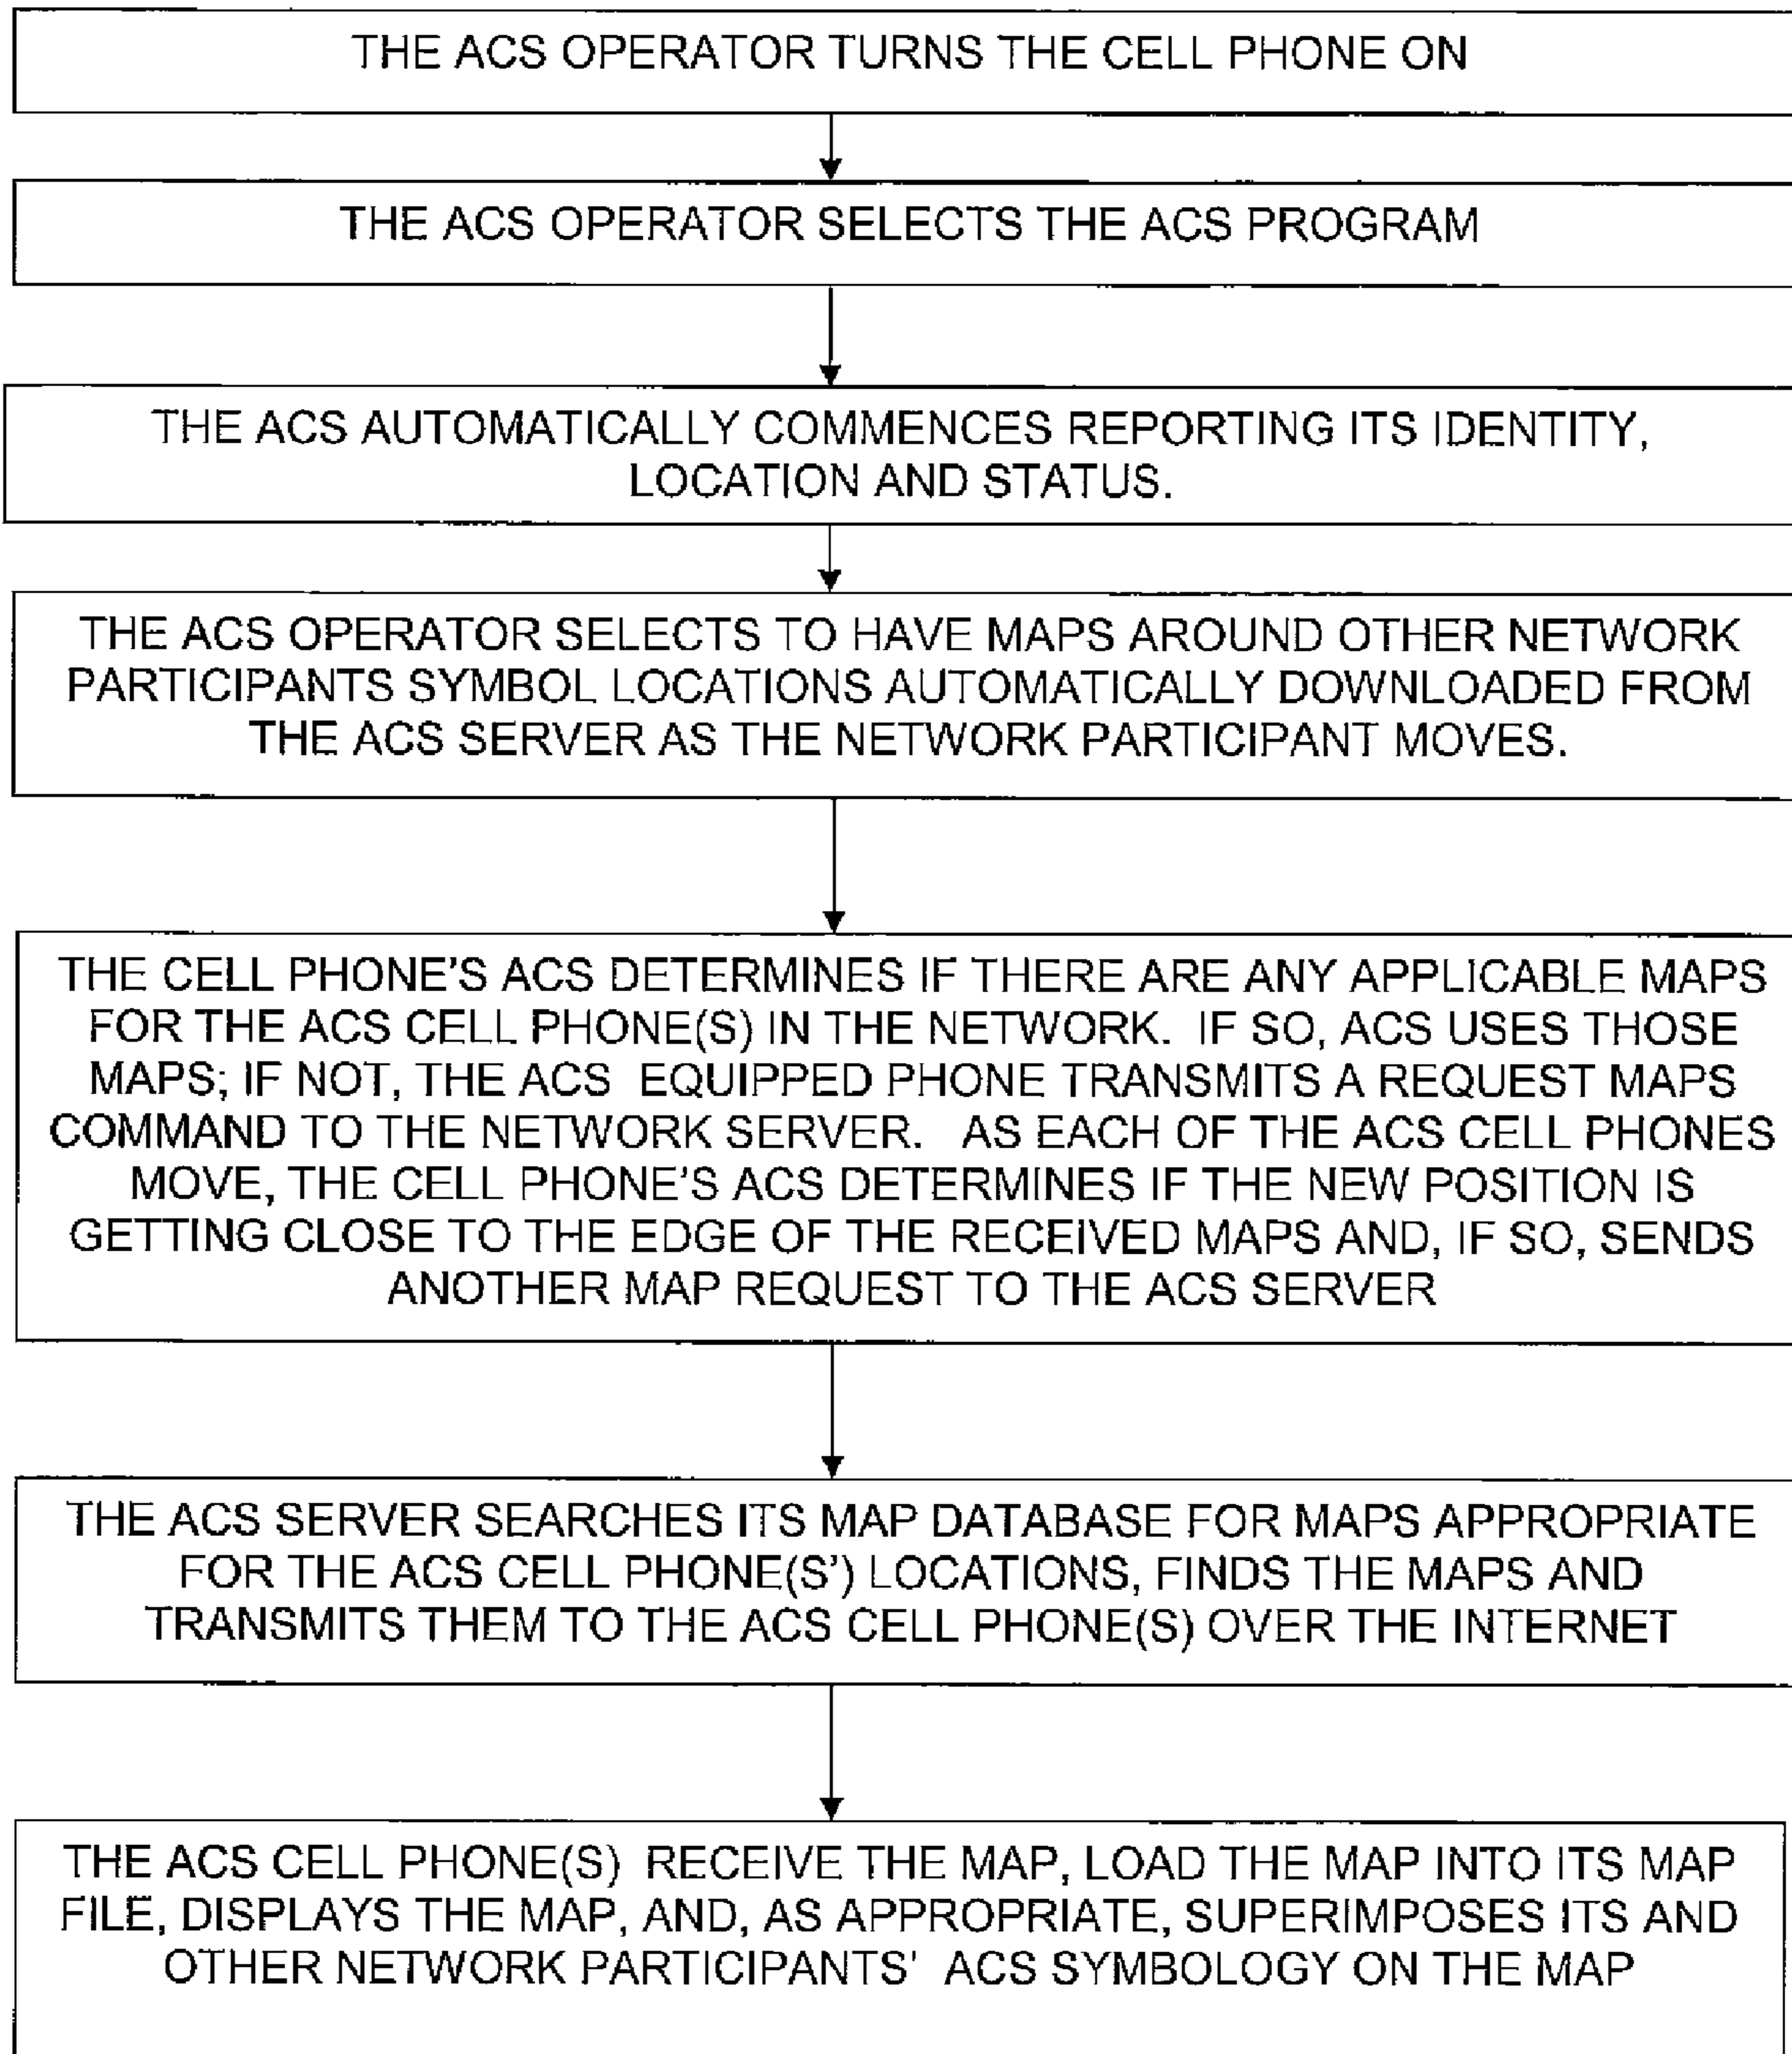 THE ACS OPERATOR TURNS THE CELL PHONE ON
THE ACS OPERATOR SELECTS THE ACS PROGRAM
THE ACS AUTOMATICALLY COMMENCES REPORTING ITS IDENTITY,
LOCATION AND STATUS.
THE ACS OPERATOR SELECTS TO HAVE MAPS AROUND OTHER NETWORK
PARTICIPANTS SYMBOL LOCATIONS AUTOMATICALLY DOWNLOADED FROM
THE ACS SERVER AS THE NETWORK PARTICIPANT MOVES.
THE CELL PHONE'S ACS DETERMINES IF THERE ARE ANY APPLICABLE MAPS
FOR THE ACS CELL PHONE(S) IN THE NETWORK. IF SO, ACS USES THOSE
MAPS; IF NOT, THE ACS EQUIPPED PHONE TRANSMITS A REQUEST MAPS
COMMAND TO THE NETWORK SERVER. AS EACH OF THE ACS CELL PHONES
MOVE, THE CELL PHONE'S ACS DETERMINES IF THE NEW POSITION IS
GETTING CLOSE TO THE EDGE OF THE RECEIVED MAPS AND, IF SO, SENDS
ANOTHER MAP REQUEST TO THE ACS SERVER
THE ACS SERVER SEARCHES ITS MAP DATABASE FOR MAPS APPROPRIATE
FOR THE ACS CELL PHONE(S') LOCATIONS, FINDS THE MAPS AND
TRANSMITS THEM TO THE ACS CELL PHONE(S) OVER THE INTERNET
THE ACS CELL PHONE(S) RECEIVE THE MAP, LOAD THE MAP INTO ITS MAP
FILE, DISPLAYS THE MAP, AND, AS APPROPRIATE, SUPERIMPOSES ITS AND
OTHER NETWORK PARTICIPANTS' ACS SYMBOLOGY ON THE MAP